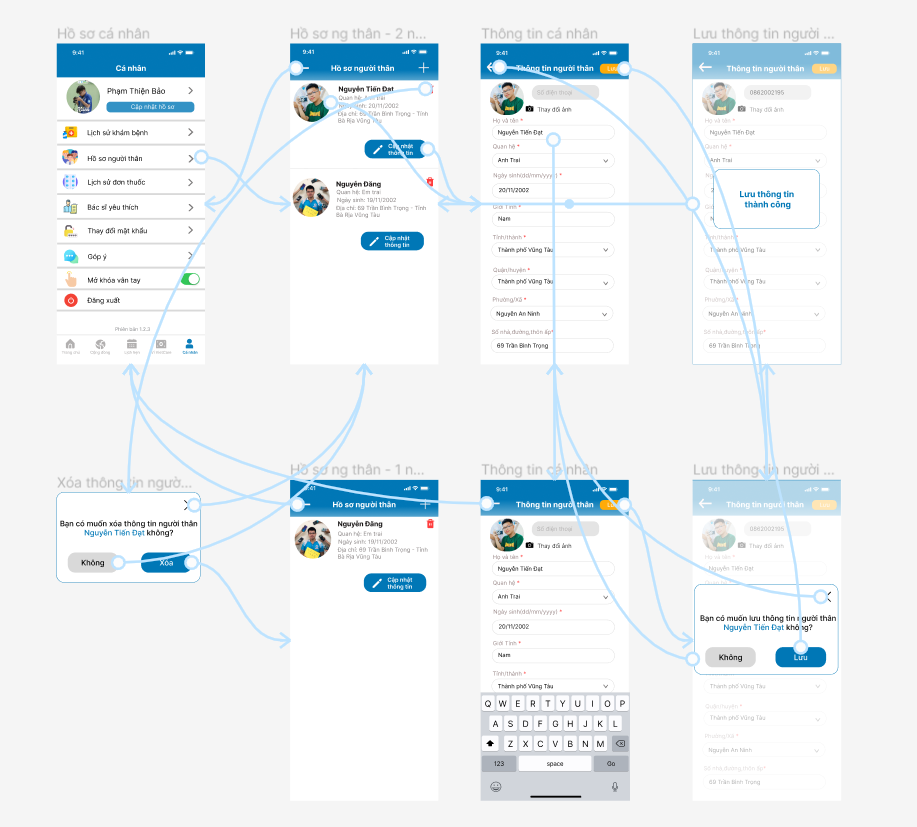 Hồ sơ cá nhân
9:41
Cá nhân
Phạm Thiện Bảo
Cập nhật hồ sơ
Lịch sử khám bệnh
Hồ sơ người thân
Lịch sử đơn thuốc
Bác sĩ yêu thích
Thay đổi mật khẩu
Góp ý
Mở khóa vân tay
Đăng xuất
Phiên bản 1.3.3
Trang chủ
Cộng đồng
Cá nhân
Hồ sơ ng thân - 2 n...
9:41
Hồ sơ người thân
Nguyễn Tiến Đạt
Quan hệ: Anh trai
Ngày sinh: 20/11/2002
Địa chỉ: 69 Trần Bình Trọng - Tỉnh
Bà Rịa Vũng Tàu
Cập nhật
thông tin
Nguyễn Đăng
Quan hệ: Em trai
Ngày sinh: 19/11/2002
Địa chỉ: 69 Trần Bình Trọng - Tỉnh
Bà Rịa Vũng Tàu
Cập nhật
thông tin
Thông tin cá nhân
9:41
Thông tin người thân
Lưu
Số điện thoại
Thay đổi ảnh
Họ và tên *
Nguyễn Tiến Đạt
Quan hệ *
Anh Trai
Ngày sinh(dd/mm/yyyy) *
20/11/2002
Giới Tính *
Nam
Tỉnh/thành *
Thành phố Vũng Tàu
Quận/huyện *
Thành phố Vũng Tàu
Phường/Xã *
Nguyễn An Ninh
Số nhà,đường,thôn ấp*
69 Trần Bình Trọng
Lưu thông tin người ...
9:41
Thông tin người thân
Lưu
0862002195
Thay đổi ảnh
Họ và tên *
Nguyễn Tiến Đạt
Quan hệ *
Anh Trai
Lưu thông tin
thành công
Tỉnh/thành *
Thành phố Vũng Tàu
Quận/huyện *
Thành phố Vũng Tàu
Phường/Xã *
Nguyễn An Ninh
Số nhà,đường,thôn ấp*
69 Trần Bình Trọng
Xóa thông tin ngườ...
Bạn có muốn xóa thông tin người thân
Nguyễn Tiến Đạt không?
Không
Xóa
Hồ sơ ng thân - 1 n...
9:41
Hồ sơ người thân
Nguyễn Đăng
Quan hệ: Em trai
Ngày sinh: 19/11/2002
Địa chỉ: 69 Trần Bình Trọng - Tỉnh
Bà Rịa Vũng Tàu
Cập nhật
thông tin
Thông tin cá nhân
9:41
Thông tin người thân
Lưu
Số điện thoại
Thay đổi ảnh
Họ và tên *
Nguyễn Tiến Đạt
Quan hệ *
Anh Trai
Ngày sinh(dd/mm/yyyy) *
20/11/2002
Giới Tính *
Nam
Tỉnh/thành *
Thành phố Vũng Tàu
Q W E R T Y U I O P
A S D F G H J K L
Z X C V B N M
123
space
Go
Lưu thông tin người ...
9:41
Thông tin người thân
Lưu
0862002195
Thay đổi ảnh
Họ và tên *
Nguyễn Tiến Đạt
Bạn có muốn lưu thông tin người thân
Nguyễn Tiến Đạt không?
Không
Lưu
Thành phố Vũng Tàu
Quận/huyện *
Thành phố Vũng Tàu
Phường/Xã *
Nguyễn An Ninh
Số nhà,đường,thôn ấp*
69 Trần Bình Trọng